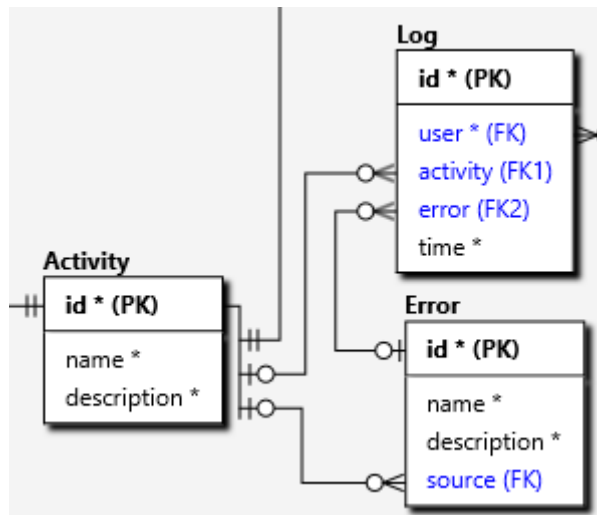 Log
id * (PK)
user * (FK)
activity (FK1)
error (FK2)
time *
Activity
id * (PK)
name *
description *
Error
id * (PK)
name *
description *
source (FK)